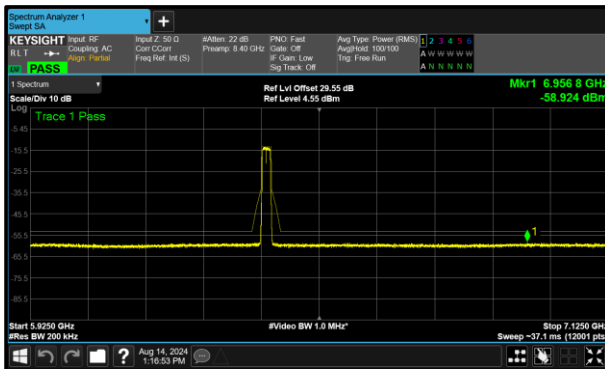 Spectrum Analyzer 1
Swept SA
KEYSIGHT
RLT
PASS
Input: RF
Coupling: AC
Align: Partial
Input Z: 50 Ω
Corr CCorr
Freq Ref: Int (S)
#Atten: 22 dB
Preamp: 8.40 GHz
PNO: Fast
Gate: Off
IF Gain: Low
Sig Track: Off
Avg Type: Power (RMS)
Avg|Hold: 100/100
Trig: Free Run
1 2 3 4 5 6
A W W W W W
A N N N N N
1 Spectrum
Scale/Div 10 dB
Ref Lvl Offset 29.55 dB
Ref Level 4.55 dBm
Mkr1 6.956 8 GHz
-58.924 dBm
Log
Trace 1 Pass
-5.45
-15.5
-25.5
-35.5
-45.5
-55.5
-65.5
-75.5
-85.5
1
Start 5.9250 GHz
#Res BW 200 kHz
#Video BW 1.0 MHz*
Stop 7.1250 GHz
Sweep ~37.1 ms (12001 pts)
Aug 14, 2024
1:16:53 PM